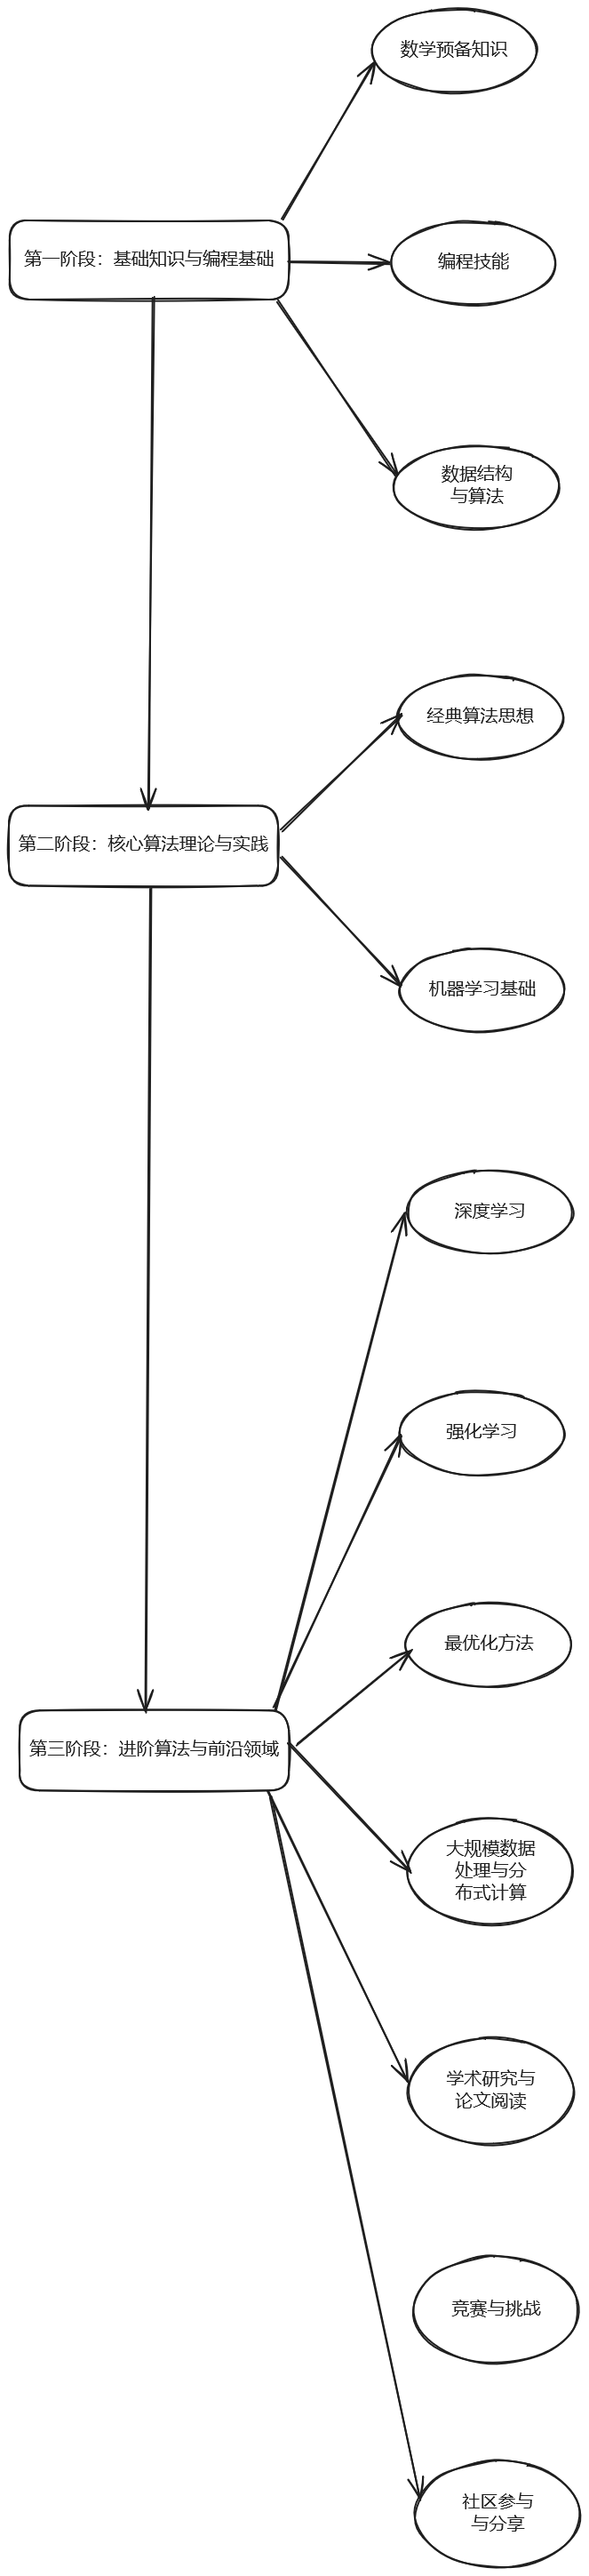 数学预备知识
第一阶段：基础知识与编程基础
编程技能
数据结构
与算法
经典算法思想
第二阶段：核心算法理论与实践
机器学习基础
深度学习
强化学习
最优化方法
第三阶段：进阶算法与前沿领域
大规模数据
处理与分
布式计算
学术研究与
论文阅读
竞赛与挑战
社区参与
与分享